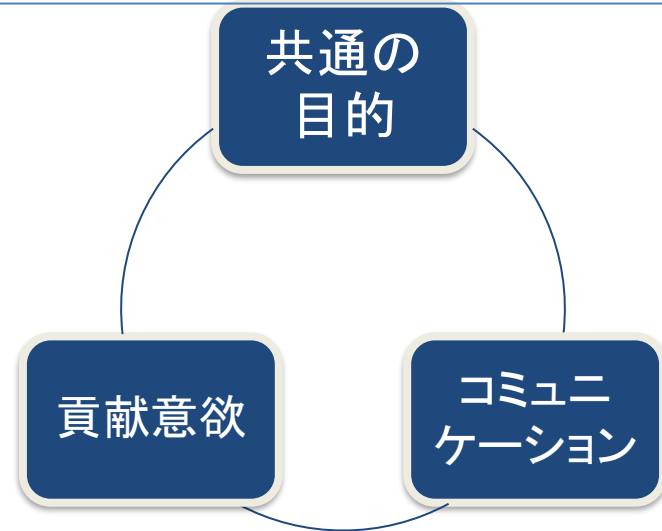 共通の
目的
貢献意欲
コミュニ
ケーション